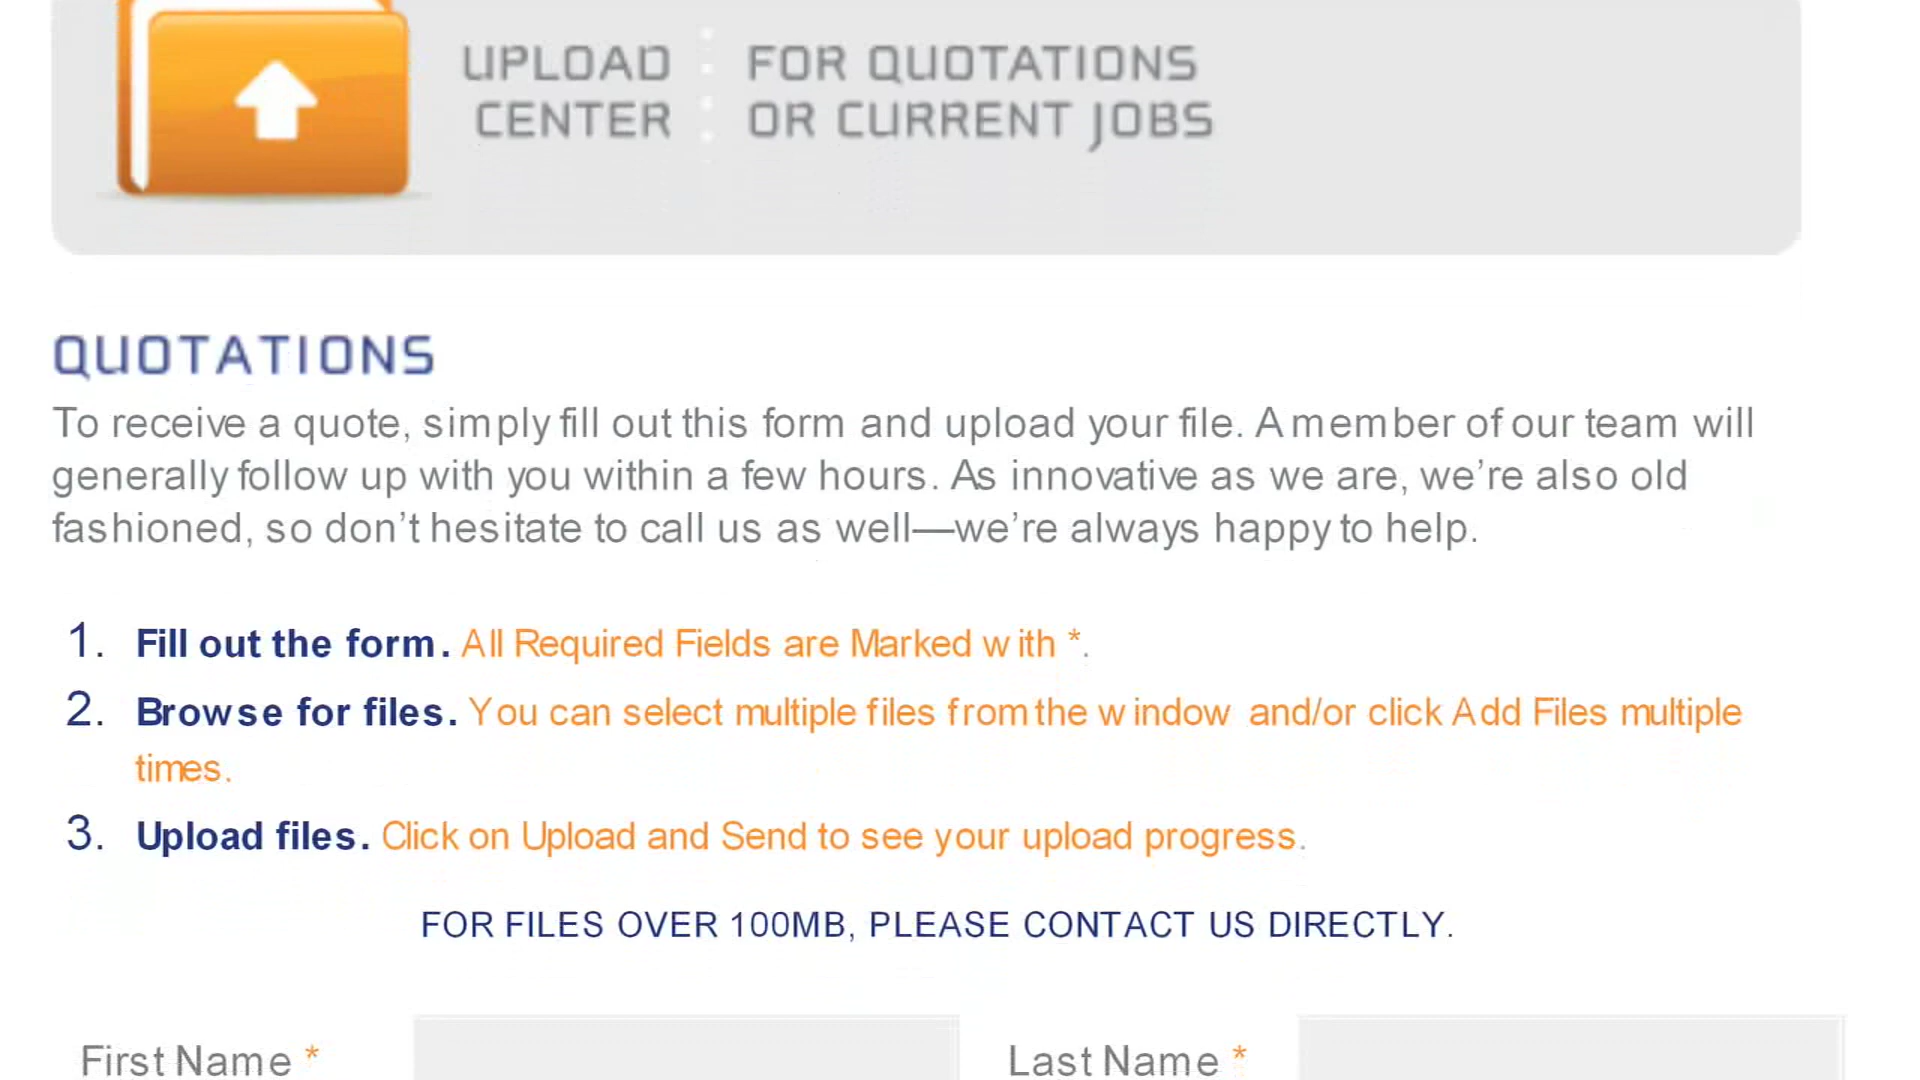 UPLOAD CENTER
FOR QUOTATIONS OR CURRENT JOBS
QUOTATIONS
To receive a quote, simply fill out this form and upload your file. A member of our team will
generally follow up with you within a few hours. As innovative as we are, we're also old
fashioned, so don't hesitate to call us as well—we're always happy to help.
1. Fill out the form. All Required Fields are Marked with *.
2. Browse for files. You can select multiple files from the window and/or click Add Files multiple
times.
3. Upload files. Click on Upload and Send to see your upload progress.
FOR FILES OVER 100MB, PLEASE CONTACT US DIRECTLY.
First Name * Last Name *